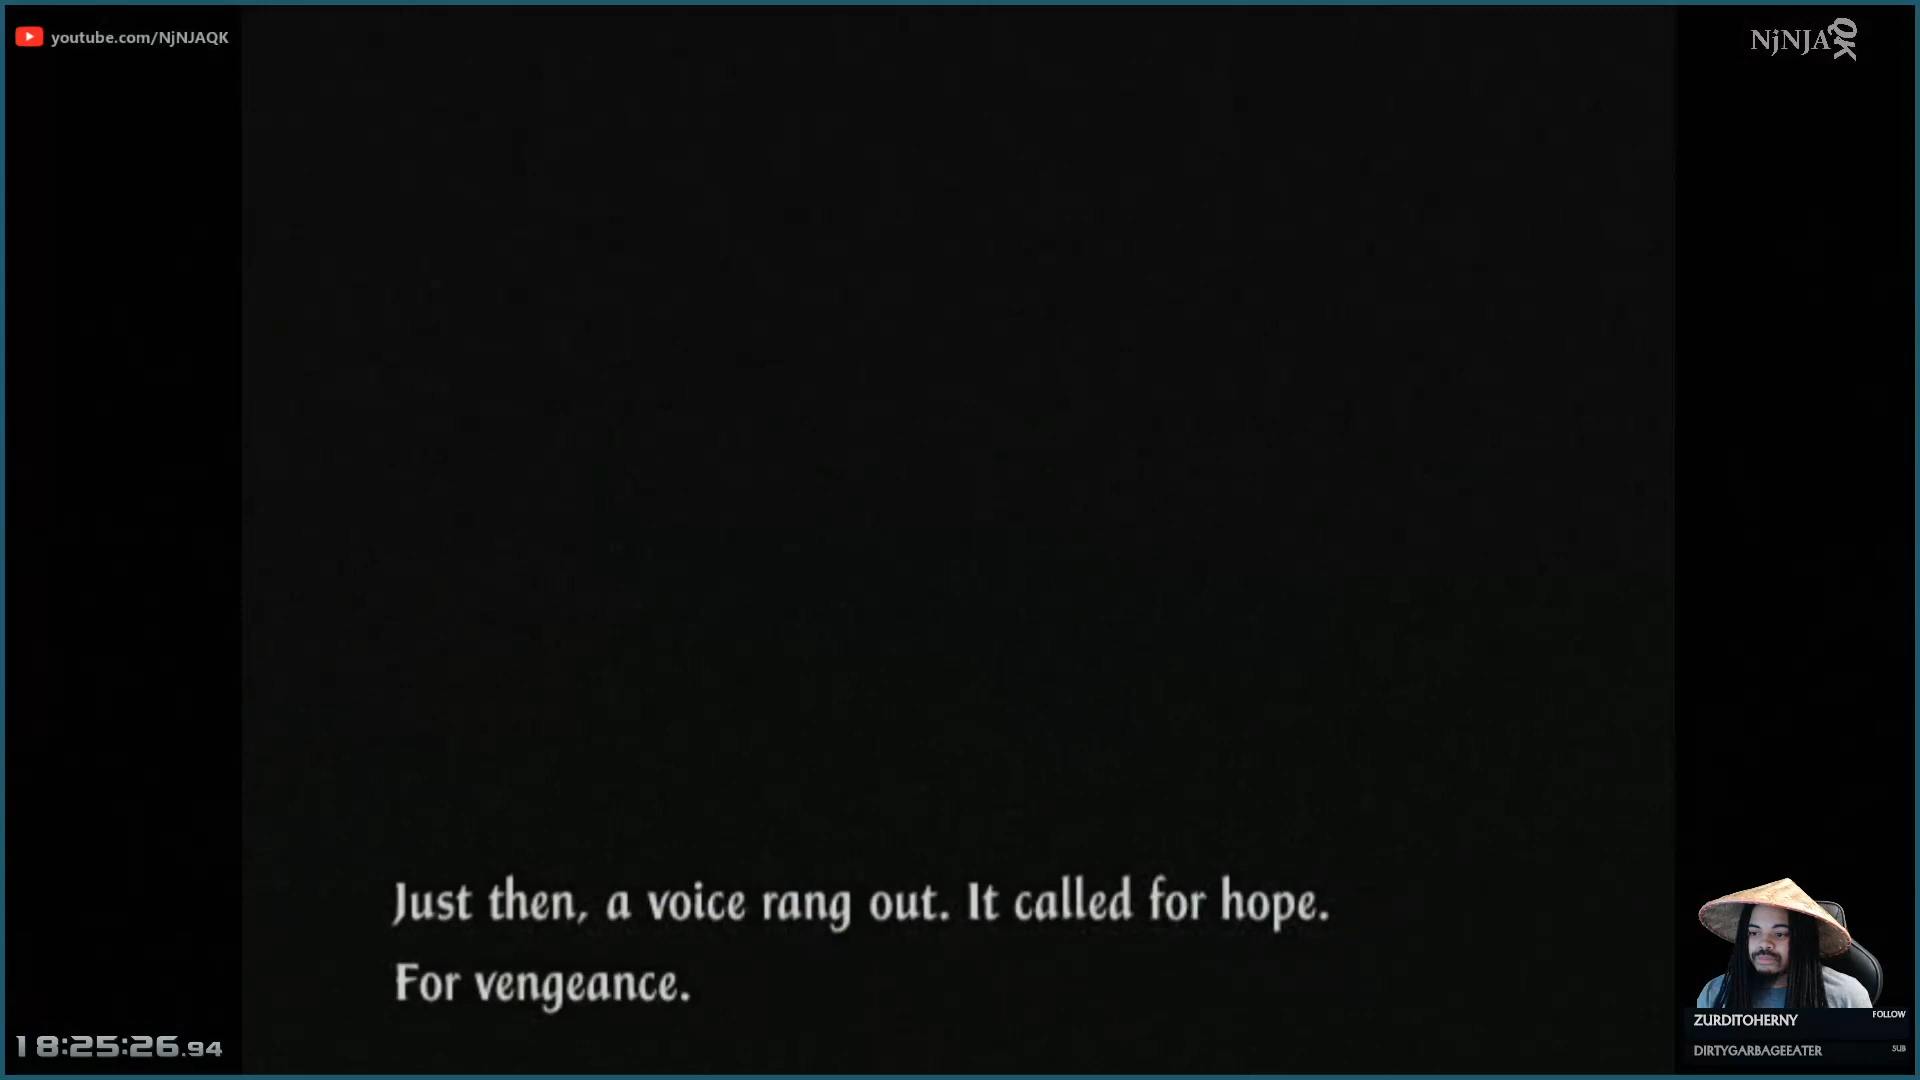 youtube.com/NjNJAQK
NjNJAQK
Just then, a voice rang out. It called for hope.
For vengeance.
18:25:26.94
ZURDITOHERNY
FOLLOW
DIRTYGARBAGEEATER
SUB